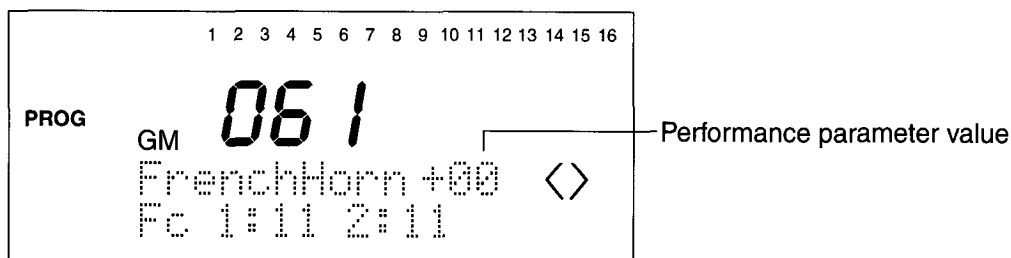 1 2 3 4 5 6 7 8 9 10 11 12 13 14 15 16
PROG
061
GM
FrenchHorn +00 <>
Performance parameter value
Fc 1:11 2:11